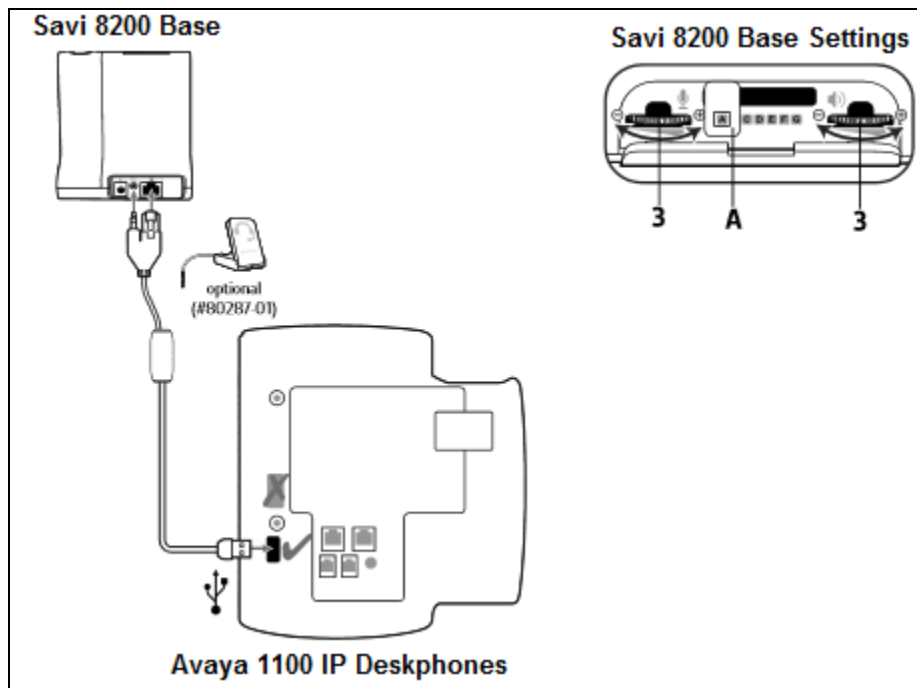 Savi 8200 Base
Savi 8200 Base Settings
A C D E F G
3 A 3
optional
(#80287-01)
Avaya 1100 IP Deskphones